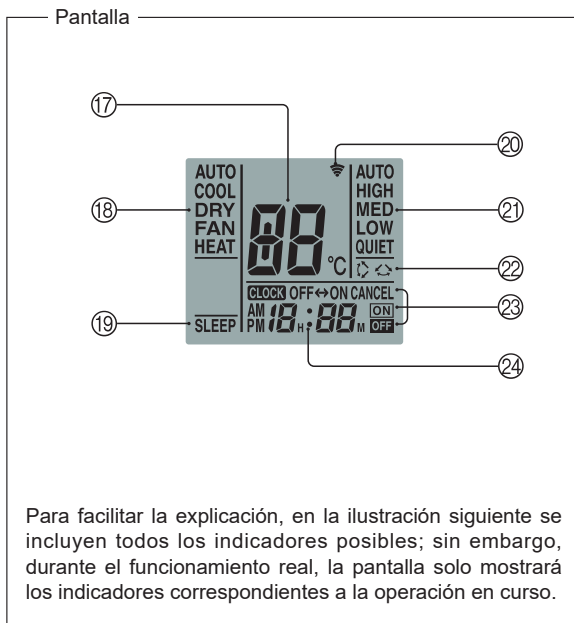 Pantalla
⑰
⑳
AUTO
COOL
⑱ DRY
FAN
HEAT
88 °C
AUTO
HIGH
MED ㉑
LOW
QUIET
㉒
CLOCK OFF↔ON CANCEL
㉓
⑲ SLEEP
AM
PM 18H:88M
ON
OFF
㉔
Para facilitar la explicación, en la ilustración siguiente se
incluyen todos los indicadores posibles; sin embargo,
durante el funcionamiento real, la pantalla solo mostrará
los indicadores correspondientes a la operación en curso.